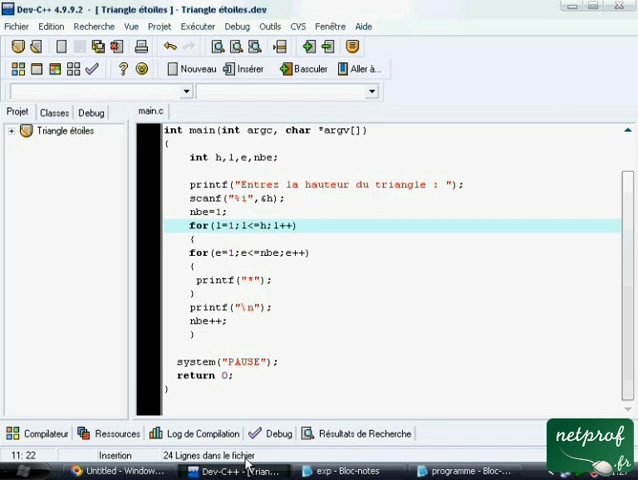 Dev-C++ 4.9.9.2 - [ Triangle étoiles ] - Triangle étoiles.dev
Fichier Edition Recherche Vue Projet Exécuter Debug Outils CVS Fenêtre Aide
Nouveau Insérer Basculer Aller à...
Projet Classes Debug main.c
Triangle étoiles
int main(int argc, char *argv[])
{
int h,l,e,nbe;
printf("Entrez la hauteur du triangle : ");
scanf("%i",&h);
nbe=1;
for(l=1;l<=h;l++)
{
for(e=1;e<=nbe;e++)
{
printf("*");
}
printf("\n");
nbe++;
}
system("PAUSE");
return 0;
}
Compilateur Ressources Log de Compilation Debug Résultats de Recherche
11: 22 Insertion 24 Lignes dans le fichier
Untitled - Window... Dev-C++ - [Trian... exp - Bloc-notes programme - Bloc-...
netprof
.fr